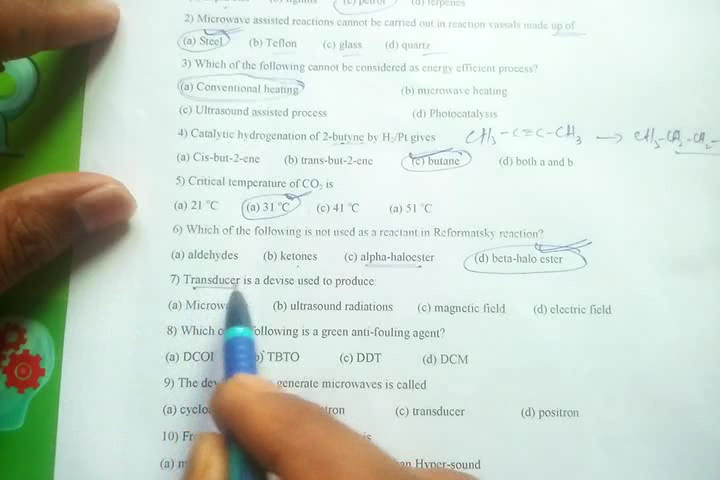 (c) petrol (d) terpenes
2) Microwave assisted reactions cannot be carried out in reaction vassals made up of
(a) Steel (b) Teflon (c) glass (d) quartz
3) Which of the following cannot be considered as energy efficient process?
(a) Conventional heating (b) microwave heating
(c) Ultrasound assisted process (d) Photocatalysis
4) Catalytic hydrogenation of 2-butyne by H2/Pt gives CH3-C≡C-CH3 → CH3-CH2-CH2-
(a) Cis-but-2-ene (b) trans-but-2-ene (c) butane (d) both a and b
5) Critical temperature of CO2 is
(a) 21 °C (a) 31 °C (c) 41 °C (a) 51 °C
6) Which of the following is not used as a reactant in Reformatsky reaction?
(a) aldehydes (b) ketones (c) alpha-haloester (d) beta-halo ester
7) Transducer is a devise used to produce
(a) (b) ultrasound radiations (c) magnetic field (d) electric field
8) Which following is a green anti-fouling agent?
(a) DCOI (b) TBTO (c) DDT (d) DCM
9) The generate microwaves is called
(a) (c) transducer (d) positron
10) is
(a) Hyper-sound